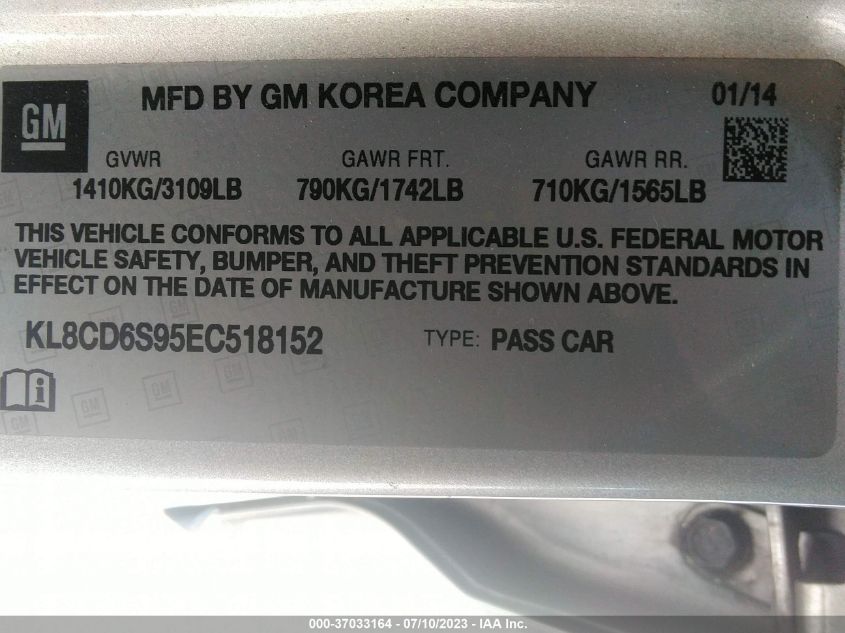 GM
MFD BY GM KOREA COMPANY 01/14
GVWR GAWR FRT. GAWR RR.
1410KG/3109LB 790KG/1742LB 710KG/1565LB
THIS VEHICLE CONFORMS TO ALL APPLICABLE U.S. FEDERAL MOTOR
VEHICLE SAFETY, BUMPER, AND THEFT PREVENTION STANDARDS IN
EFFECT ON THE DATE OF MANUFACTURE SHOWN ABOVE.
KL8CD6S95EC518152 TYPE: PASS CAR
000-37033164 - 07/10/2023 - IAA Inc.